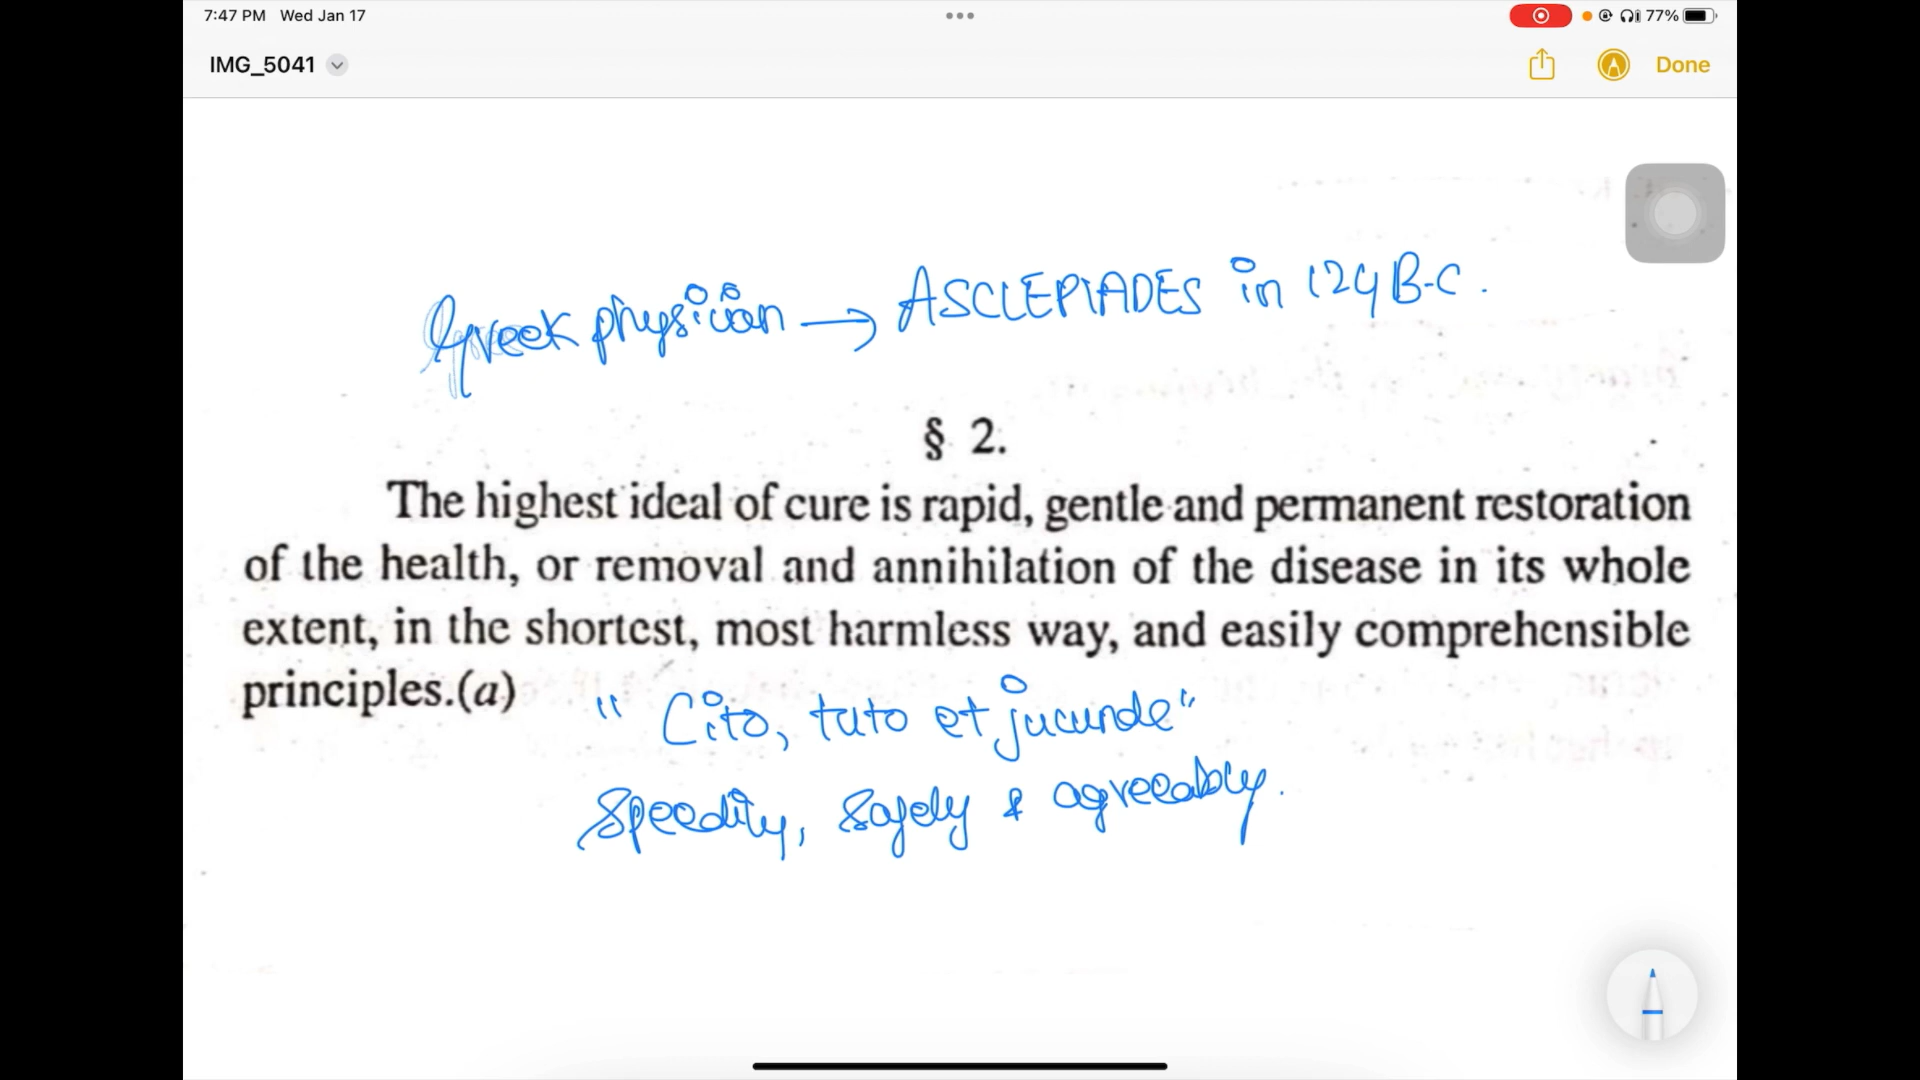 7:47 PM Wed Jan 17
77%
IMG_5041
Done
Greek physician → ASCLEPIADES in 124 B.C.
§ 2.
The highest ideal of cure is rapid, gentle and permanent restoration
of the health, or removal and annihilation of the disease in its whole
extent, in the shortest, most harmless way, and easily comprehensible
principles.(a)
"Cito, tuto et jucunde"
Speedily, safely & agreeably.